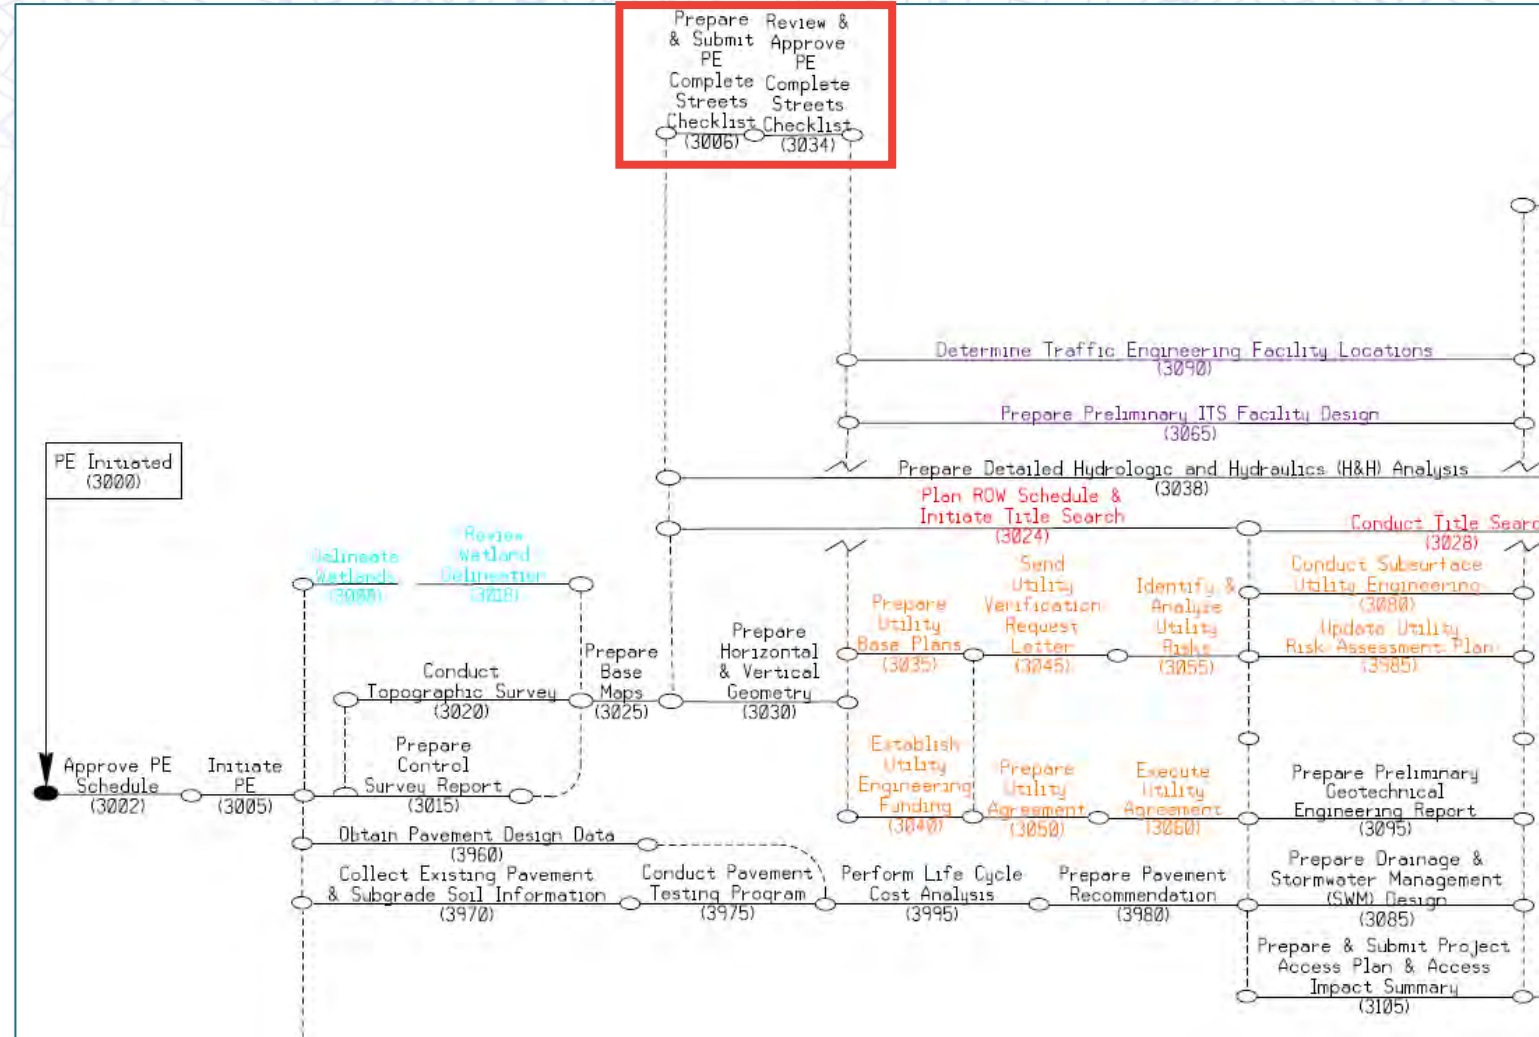 Prepare
& Submit
PE
Complete
Streets
Checklist
(3006)
Review &
Approve
PE
Complete
Streets
Checklist
(3034)
Determine Traffic Engineering Facility Locations
(3090)
Prepare Preliminary ITS Facility Design
(3065)
PE Initiated
(3000)
Prepare Detailed Hydrologic and Hydraulics (H&H) Analysis
(3038)
Plan ROW Schedule &
Initiate Title Search
(3024)
Conduct Title Searc
(3028)
Delineate
Wetlands
Review
Wetland
Delineation
Send
Utility
Verification
Request
Letter
(3045)
Identify &
Analyze
Utility
Risks
(3055)
Conduct Subsurface
Utility Engineering
(3080)
Prepare
Utility
Base Plans
(3035)
Update Utility
Risk Assessment Plan
(3985)
Prepare
Horizontal
& Vertical
Geometry
(3030)
Prepare
Base
Maps
(3025)
Conduct
Topographic Survey
(3020)
Prepare
Control
Survey Report
(3015)
Approve PE
Schedule
(3002)
Initiate
PE
(3005)
Establish
Utility
Engineering
Funding
(3040)
Prepare
Utility
Agreement
(3050)
Execute
Utility
Agreement
(3060)
Prepare Preliminary
Geotechnical
Engineering Report
(3095)
Obtain Pavement Design Data
(3960)
Collect Existing Pavement
& Subgrade Soil Information
(3970)
Conduct Pavement
Testing Program
(3975)
Perform Life Cycle
Cost Analysis
(3995)
Prepare Pavement
Recommendation
(3980)
Prepare Drainage &
Stormwater Management
(SWM) Design
(3085)
Prepare & Submit Project
Access Plan & Access
Impact Summary
(3105)